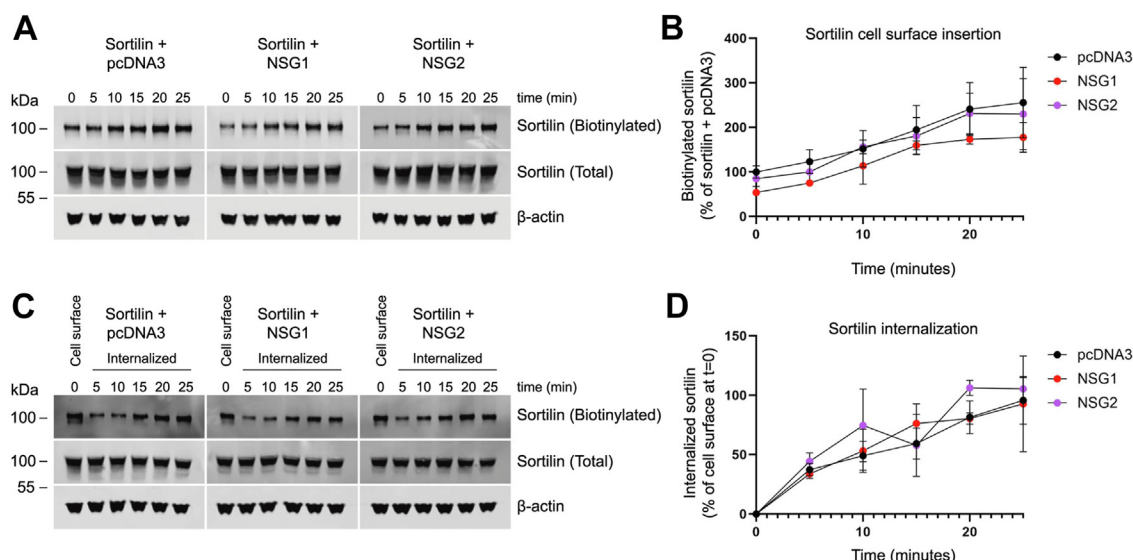 A
Sortilin +
pcDNA3
Sortilin +
NSG1
Sortilin +
NSG2
kDa
0 5 10 15 20 25
0 5 10 15 20 25
0 5 10 15 20 25
time (min)
100
Sortilin (Biotinylated)
100
Sortilin (Total)
55
β-actin
B
Sortilin cell surface insertion
Biotinylated sortilin
(% of sortilin + pcDNA3)
400
300
200
100
0
0 10 20
Time (minutes)
pcDNA3
NSG1
NSG2
C
Cell surface
Sortilin +
pcDNA3
Internalized
Cell surface
Sortilin +
NSG1
Internalized
Cell surface
Sortilin +
NSG2
Internalized
kDa
0 5 10 15 20 25
0 5 10 15 20 25
0 5 10 15 20 25
time (min)
100
Sortilin (Biotinylated)
100
Sortilin (Total)
55
β-actin
D
Sortilin internalization
Internalized sortilin
(% of cell surface at t=0)
150
100
50
0
0 10 20
Time (minutes)
pcDNA3
NSG1
NSG2